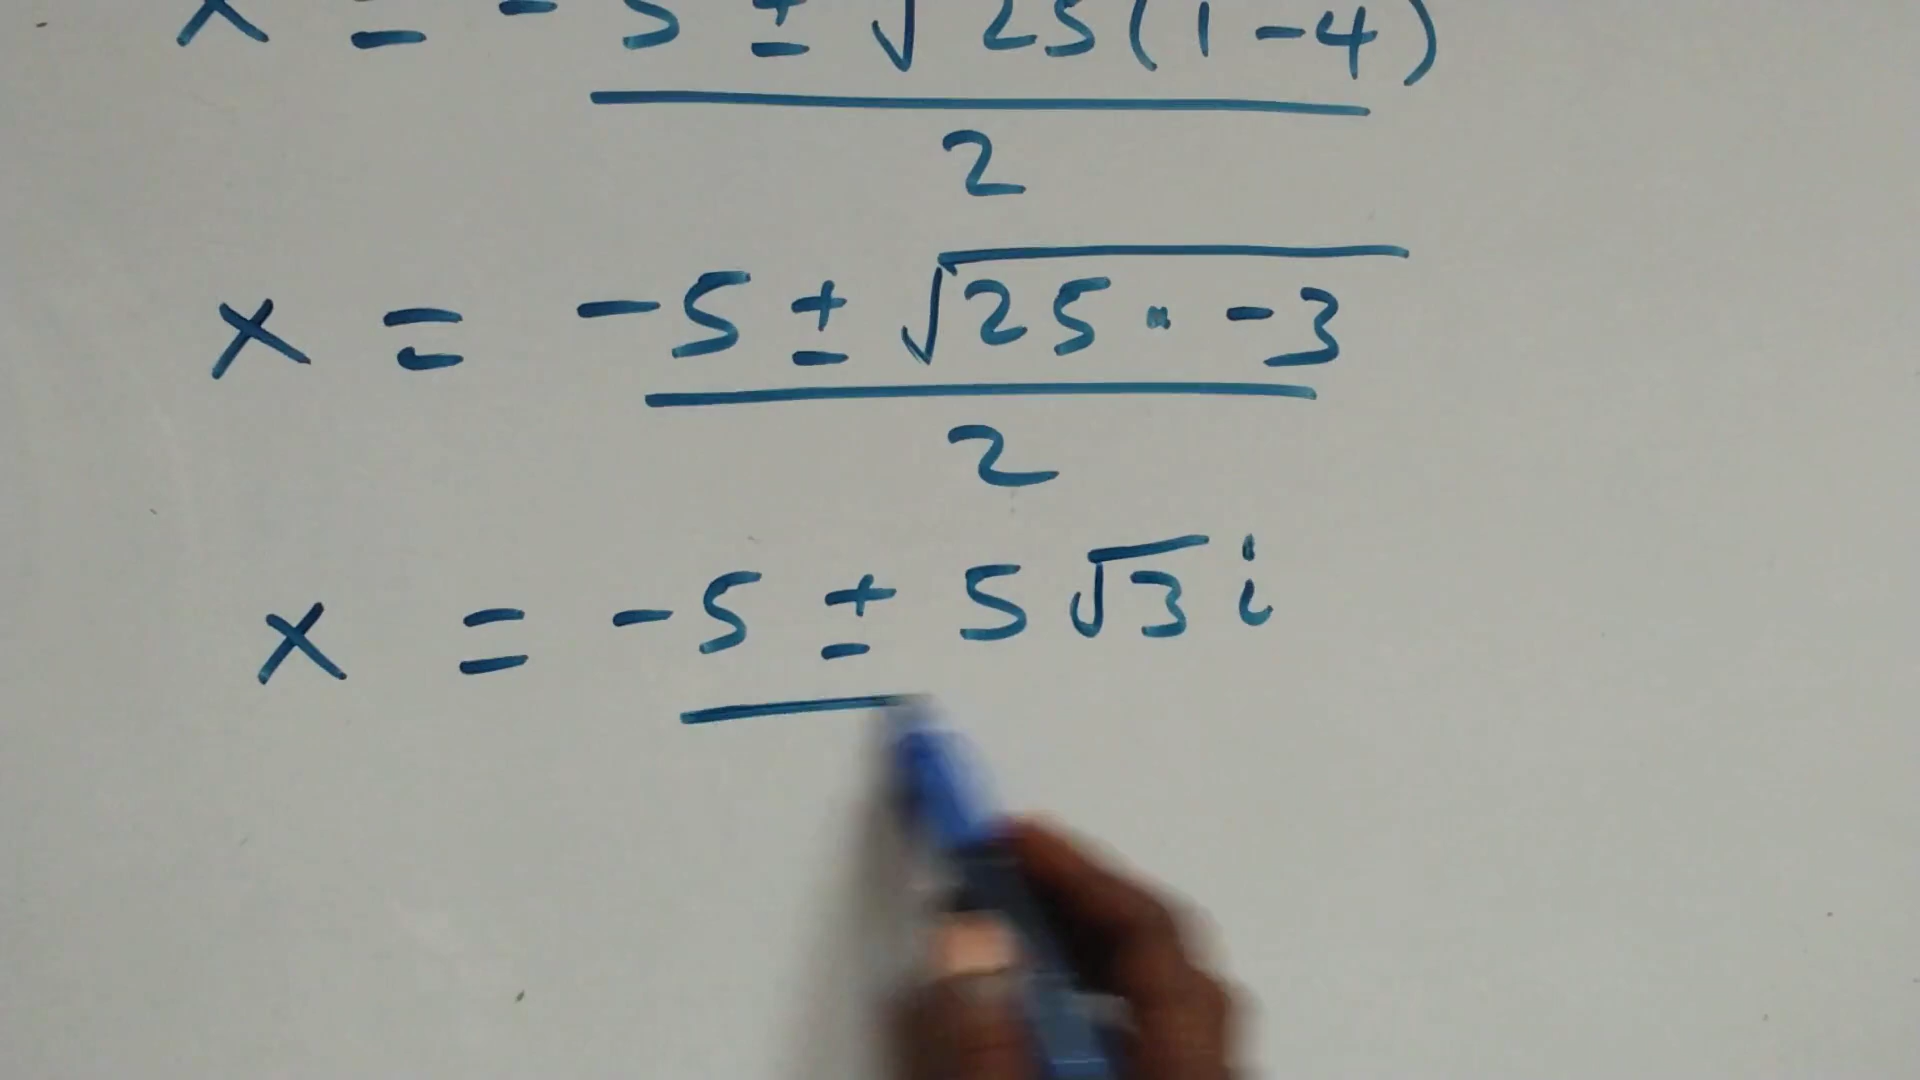 x = -5 ± √25(1-4)
2
x = -5 ± √25 · -3
2
x = -5 ± 5√3 i